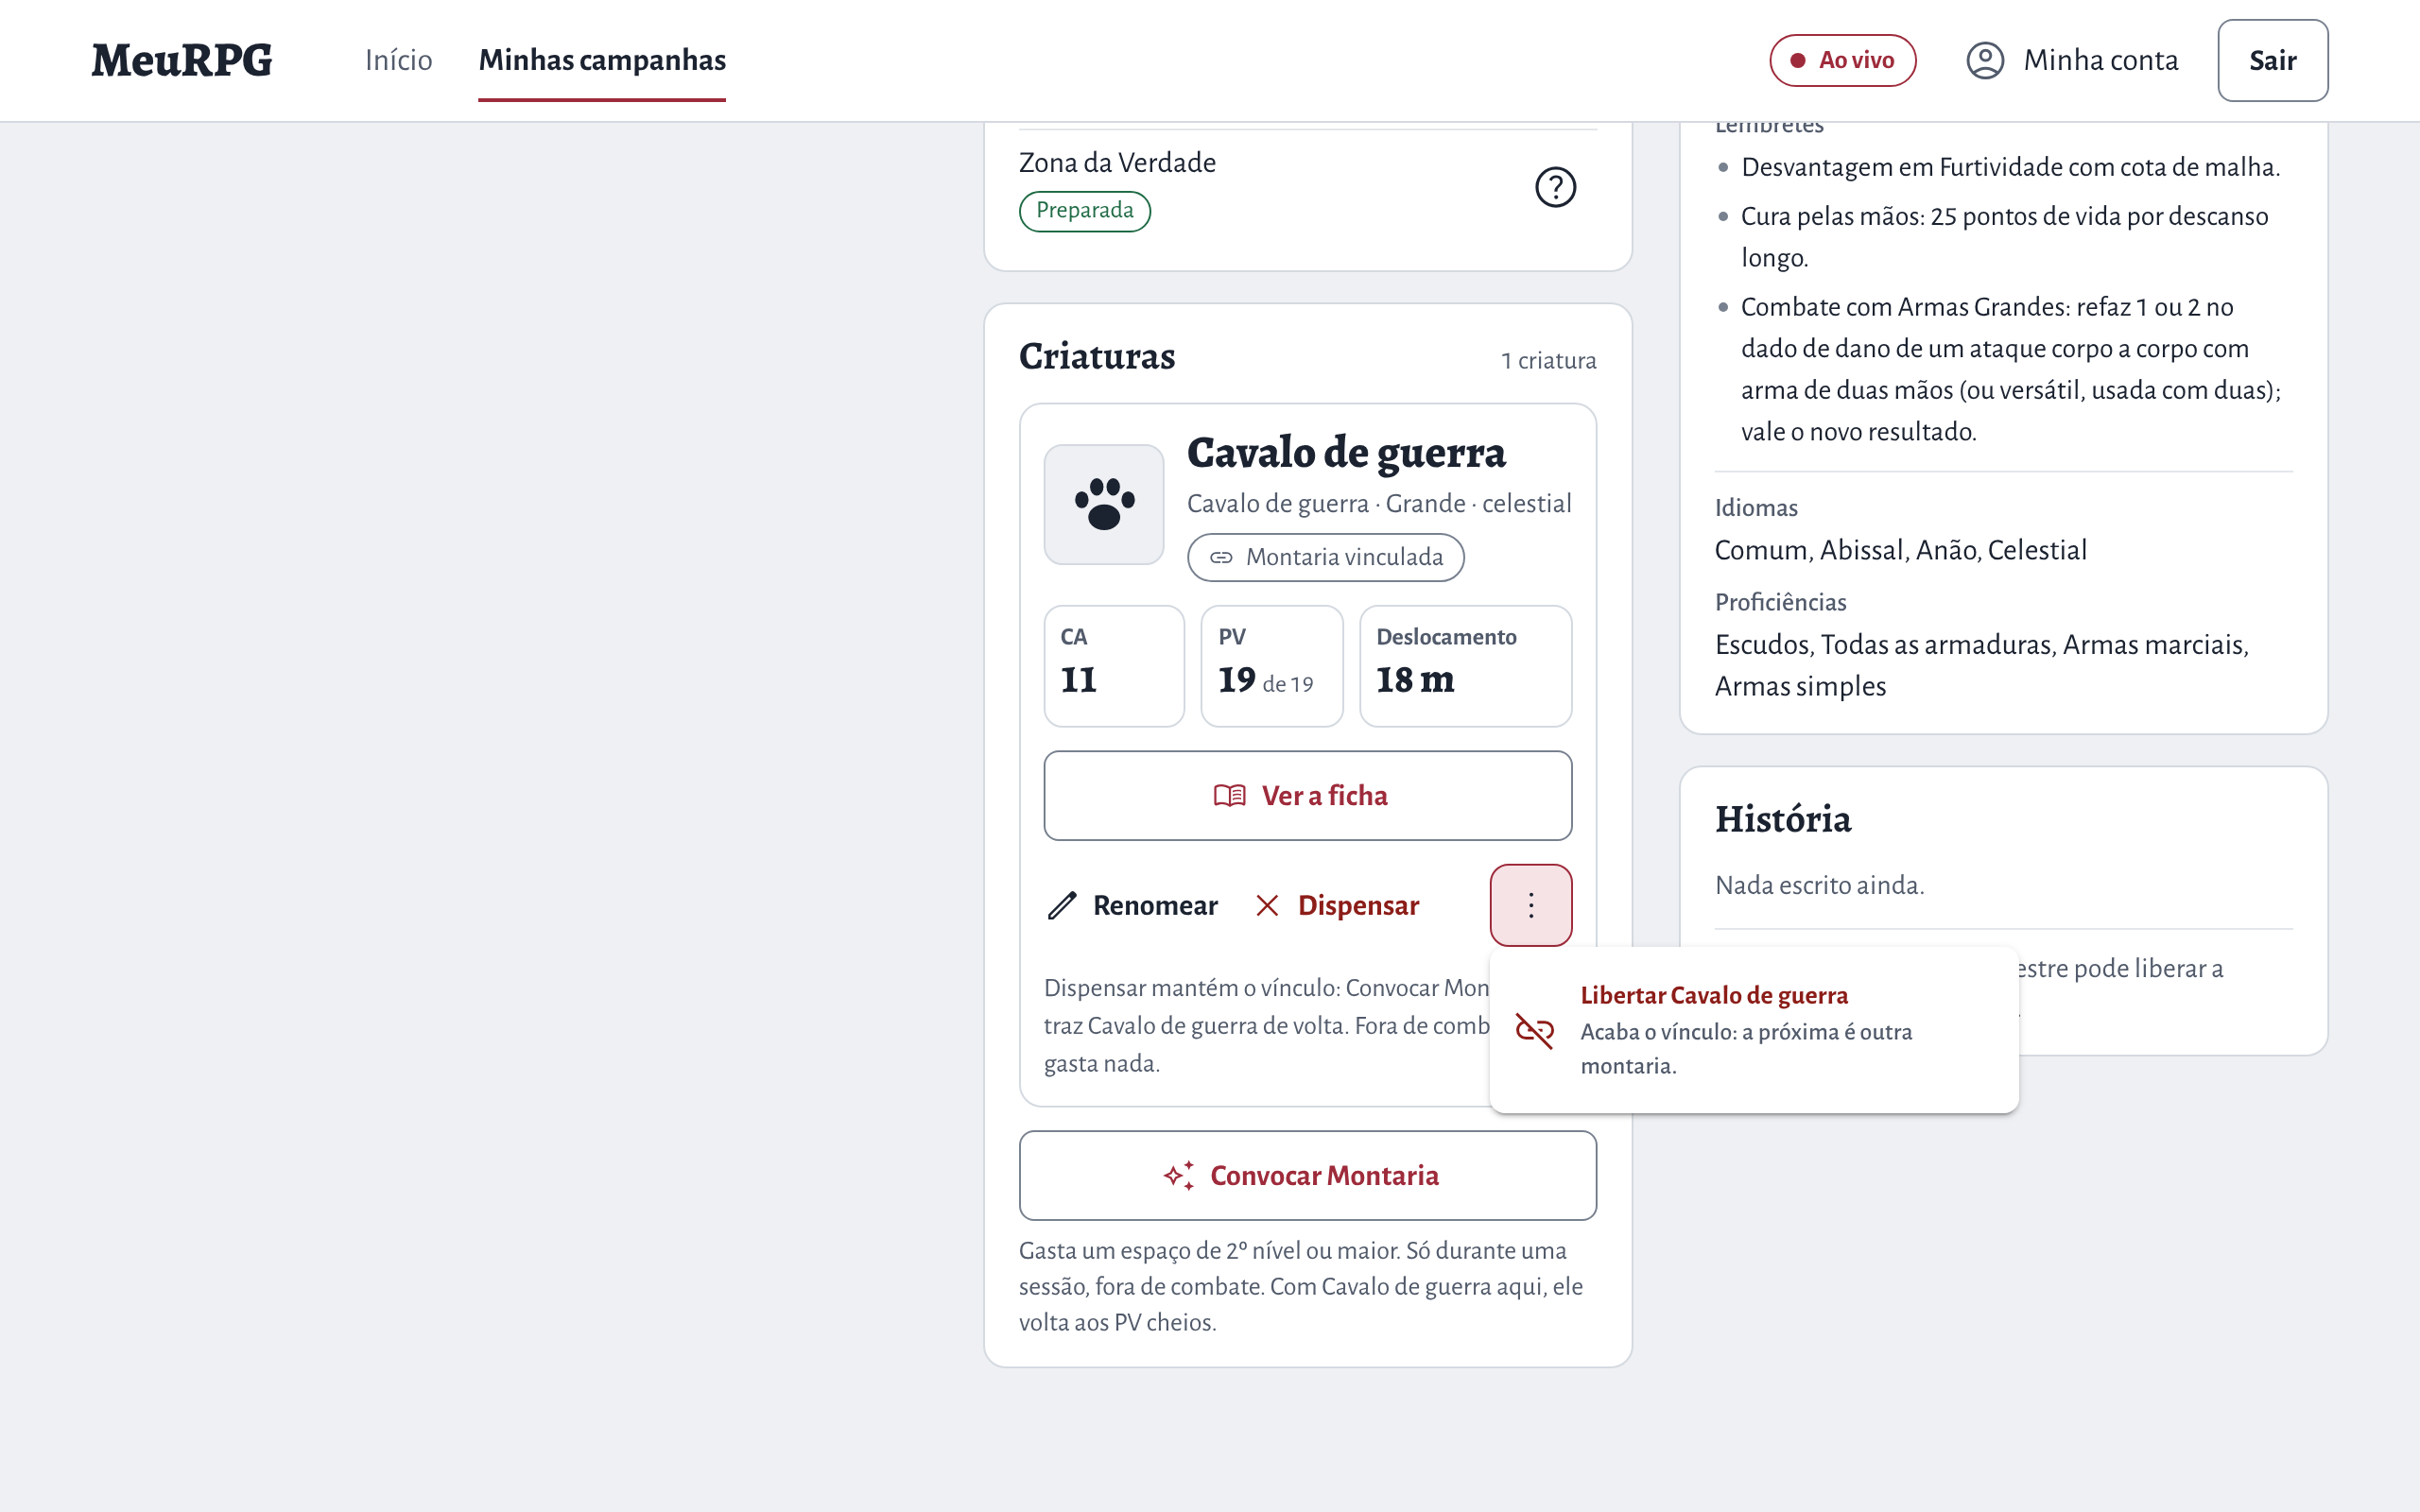 MeuRPG
Início
Minhas campanhas
Ao vivo
Minha conta
Sair
Zona da Verdade
Preparada
Criaturas
1 criatura
Cavalo de guerra
Cavalo de guerra · Grande · celestial
Montaria vinculada
CA
11
PV
19 de 19
Deslocamento
18 m
Ver a ficha
Renomear
Dispensar
Dispensar mantém o vínculo: Convocar Mon
traz Cavalo de guerra de volta. Fora de comb
gasta nada.
Libertar Cavalo de guerra
Acaba o vínculo: a próxima é outra
montaria.
Convocar Montaria
Gasta um espaço de 2º nível ou maior. Só durante uma
sessão, fora de combate. Com Cavalo de guerra aqui, ele
volta aos PV cheios.
Lembretes
Desvantagem em Furtividade com cota de malha.
Cura pelas mãos: 25 pontos de vida por descanso
longo.
Combate com Armas Grandes: refaz 1 ou 2 no
dado de dano de um ataque corpo a corpo com
arma de duas mãos (ou versátil, usada com duas);
vale o novo resultado.
Idiomas
Comum, Abissal, Anão, Celestial
Proficiências
Escudos, Todas as armaduras, Armas marciais,
Armas simples
História
Nada escrito ainda.
estre pode liberar a
.